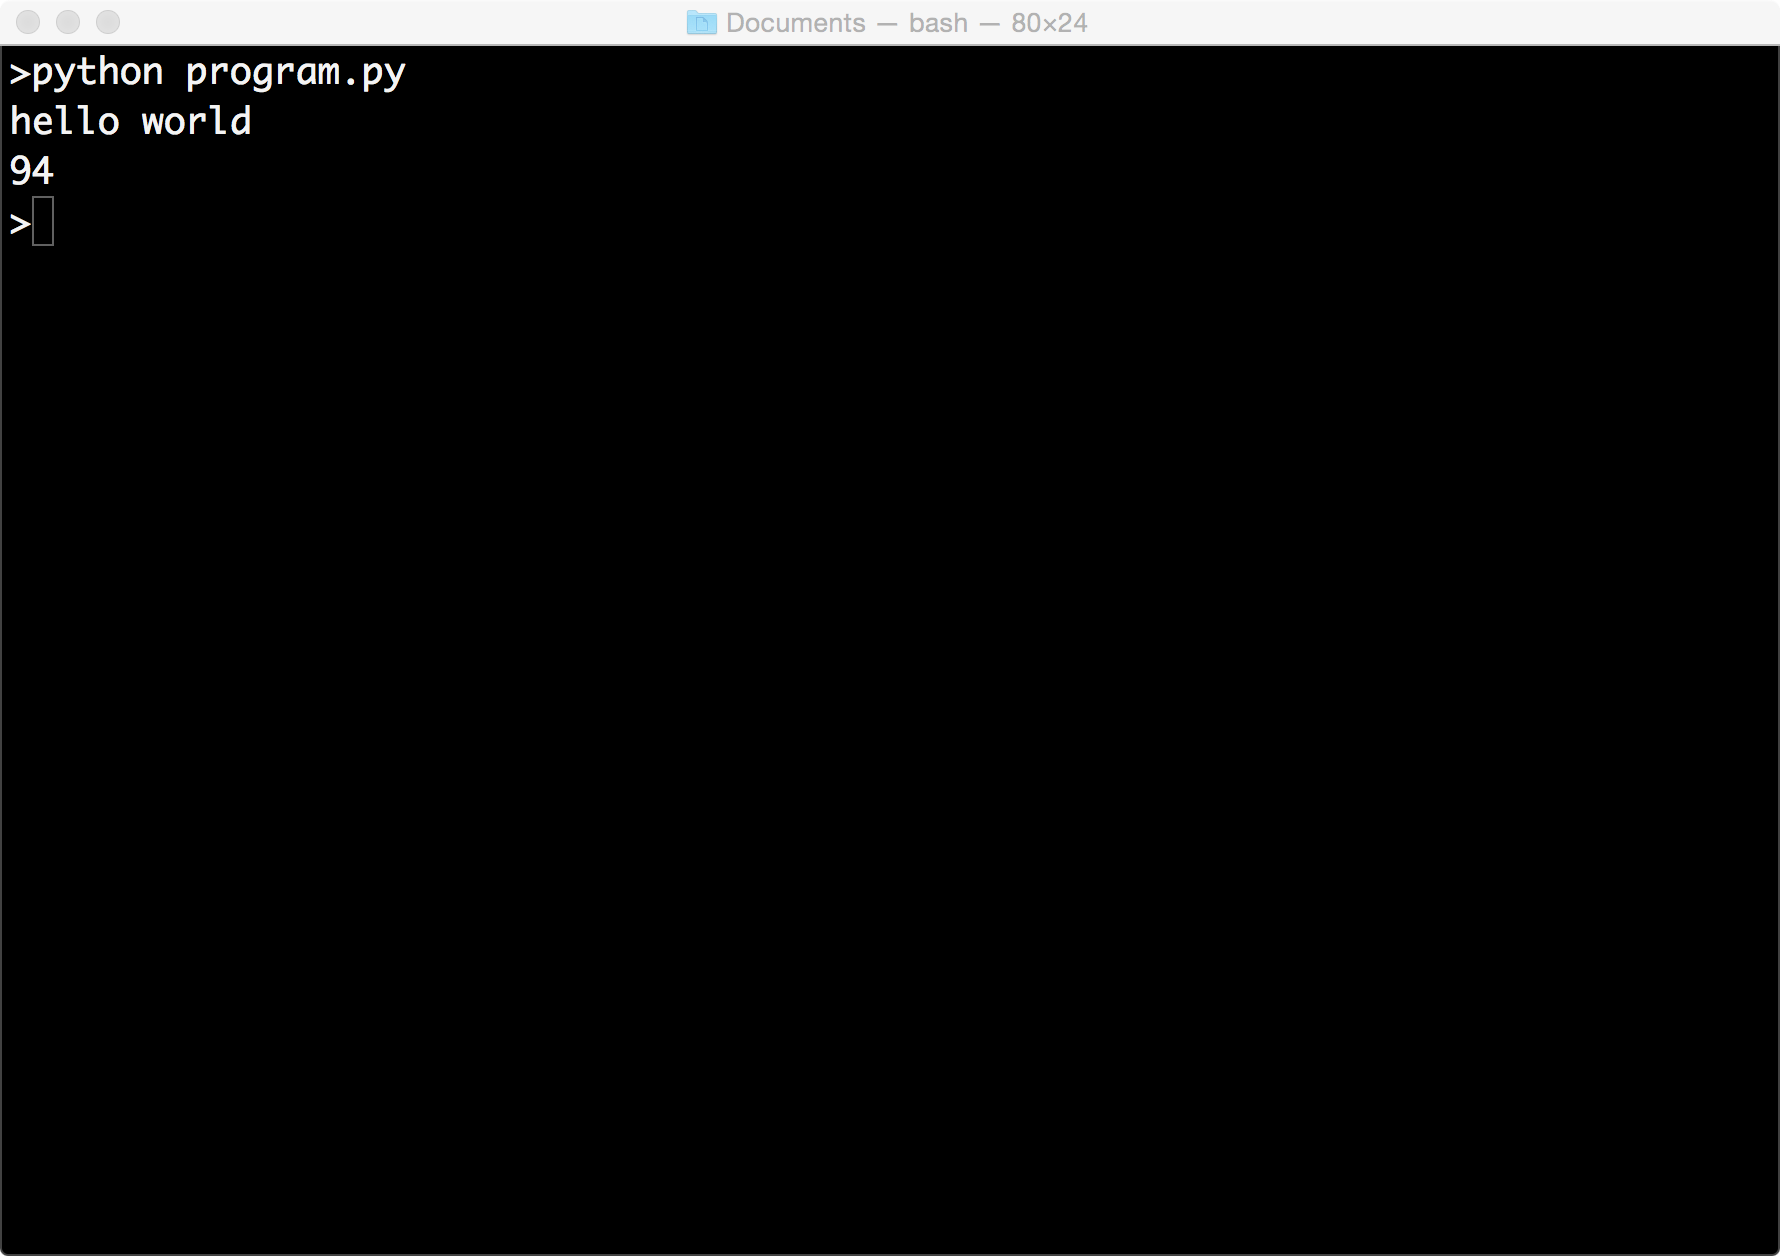 Documents — bash — 80×24
>python program.py
hello world
94
>